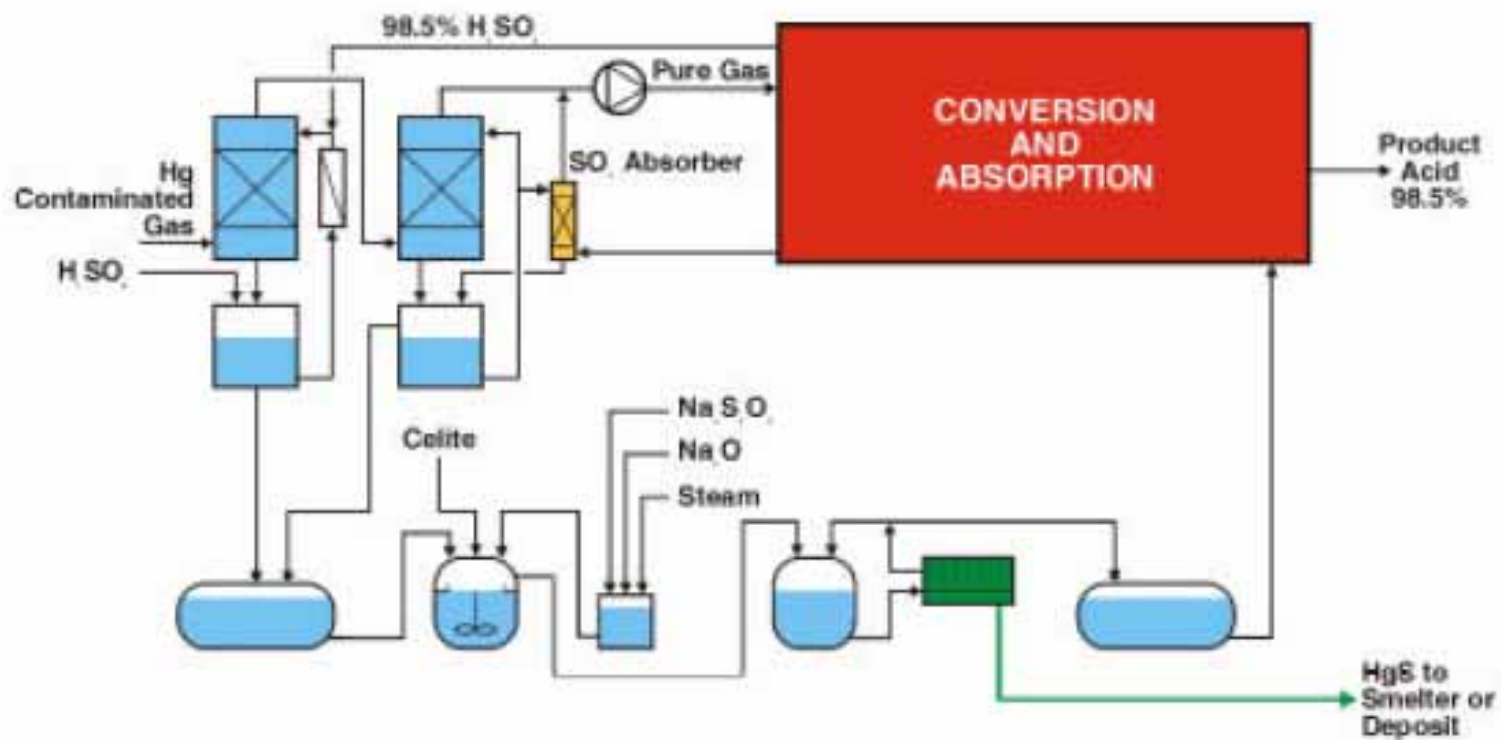 98.5% H SO
Pure Gas
CONVERSION
AND
ABSORPTION
Product
Acid
98.5%
SO Absorber
Hg
Contaminated
Gas
H SO
Na S O
Na O
Steam
Celite
HgS to
Smelter or
Deposit